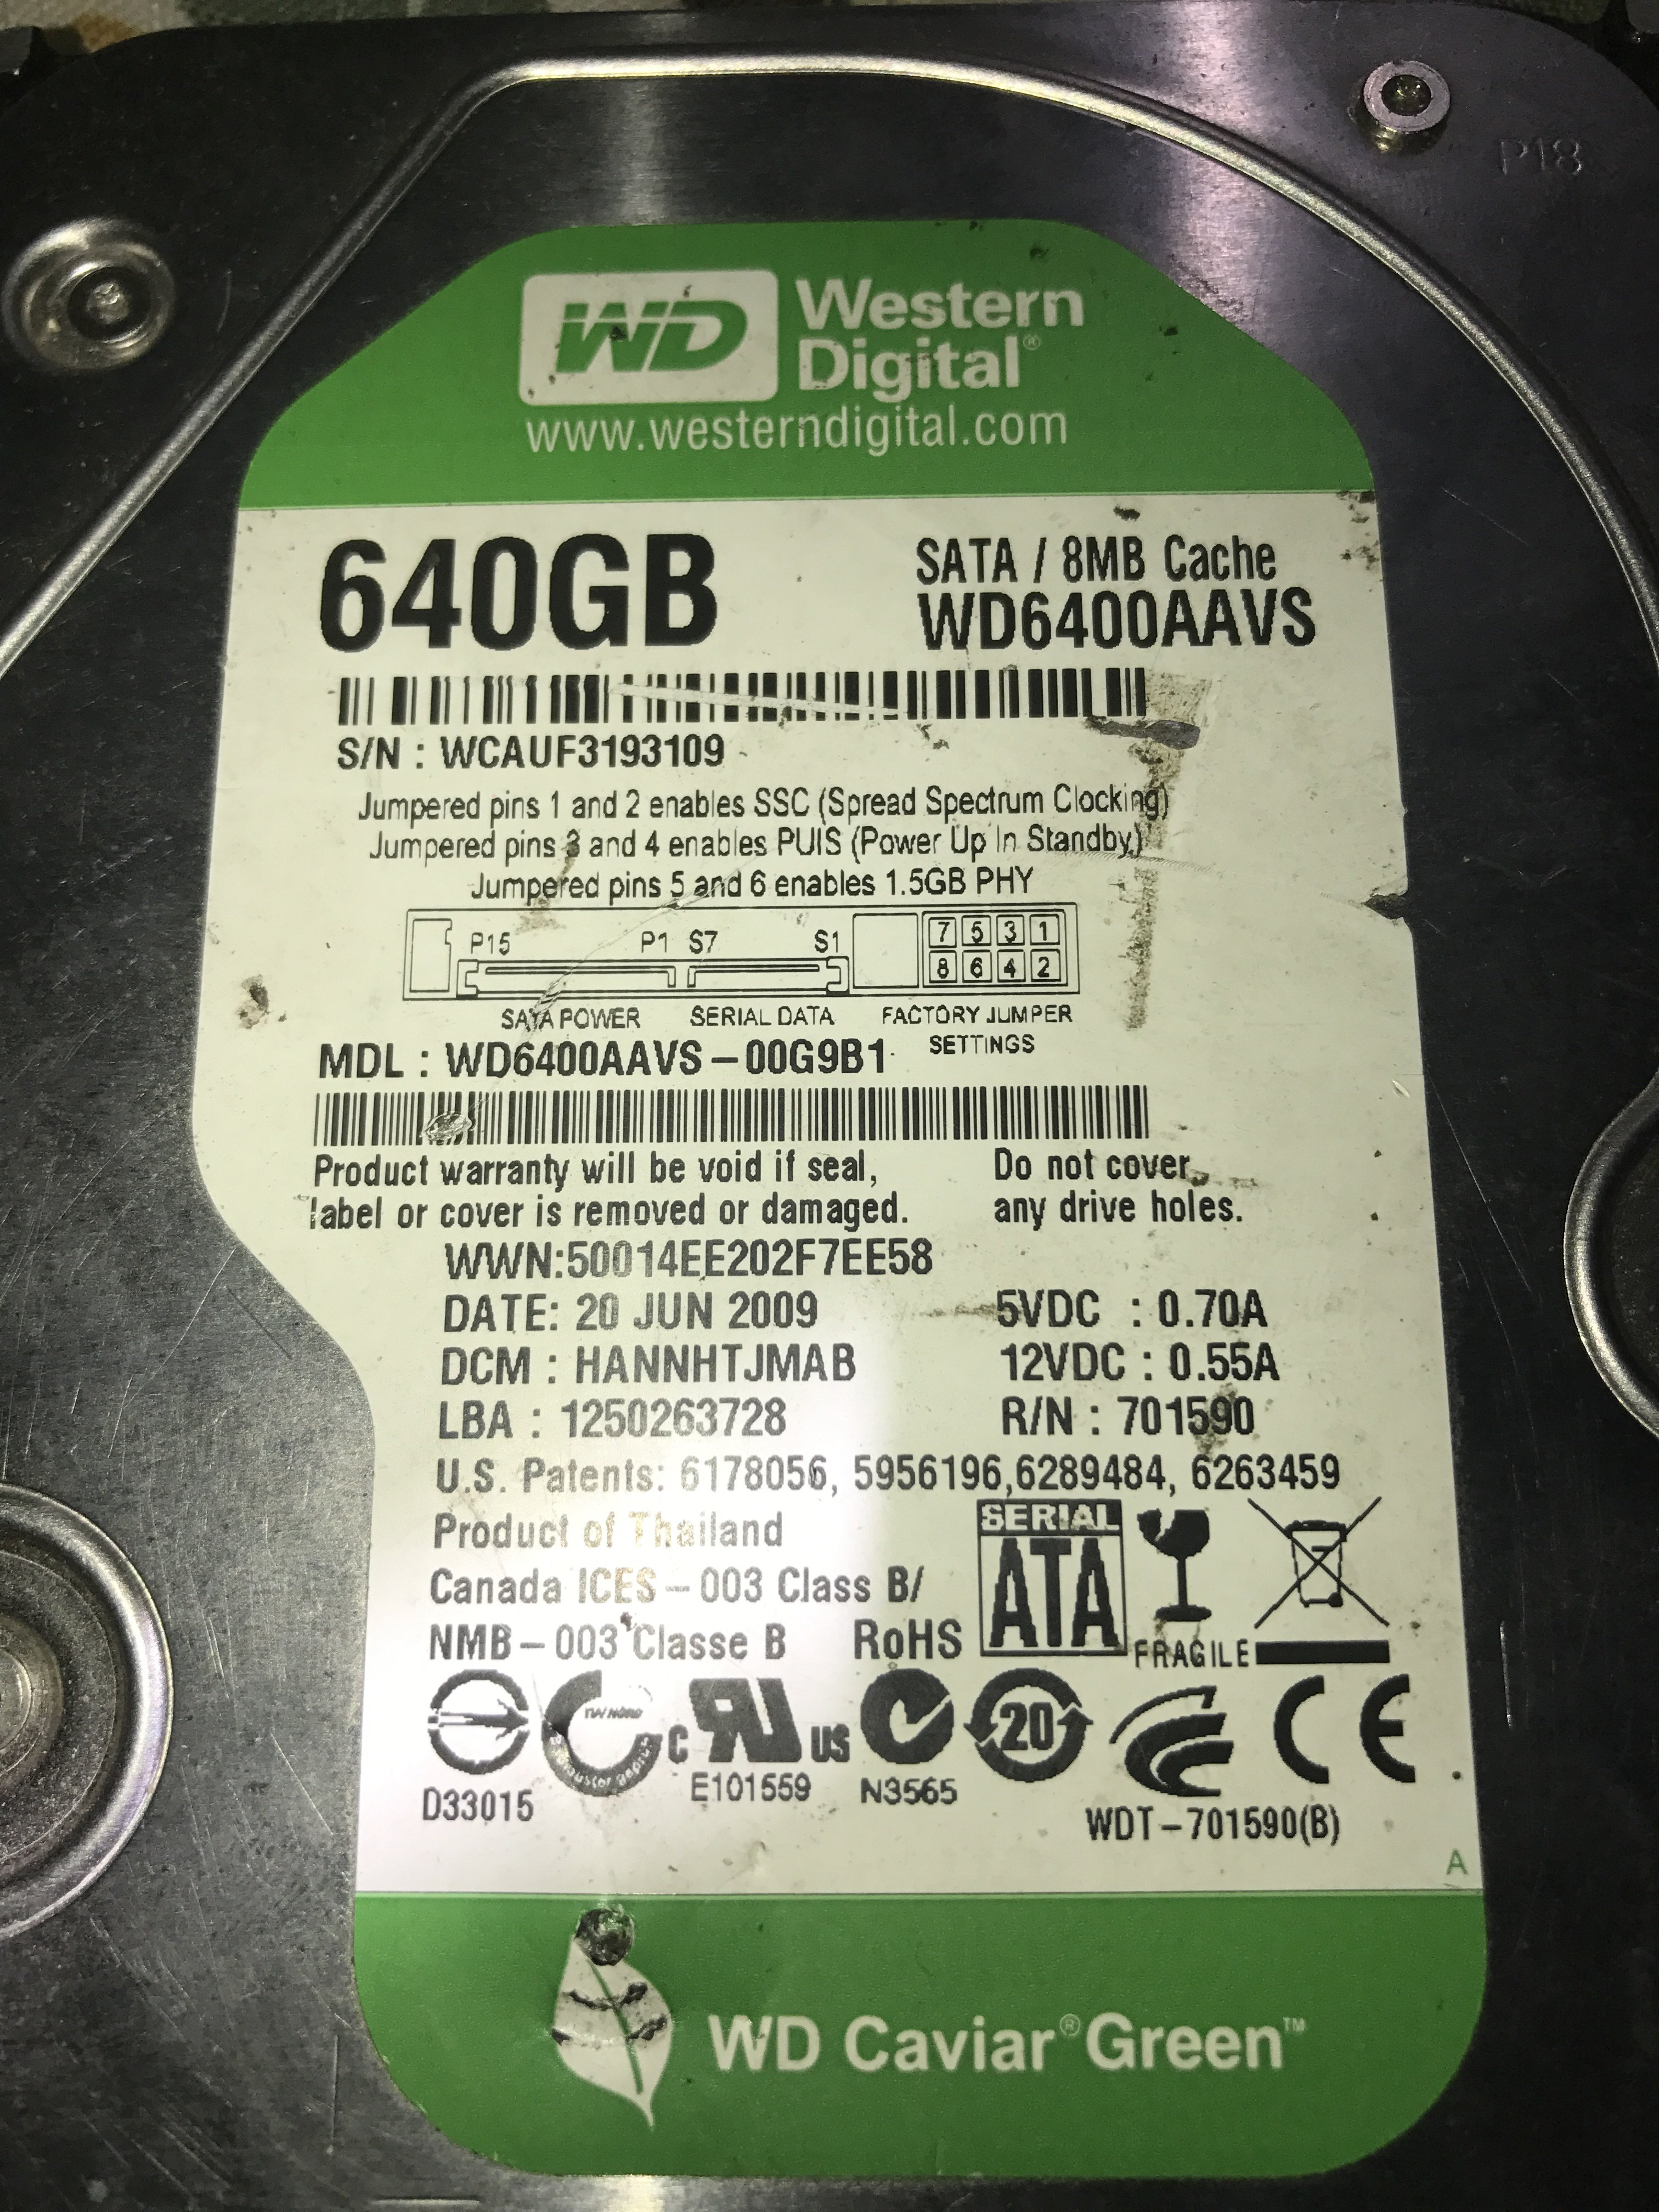 P18
WD Western
Digital®
www.westerndigital.com
640GB
SATA / 8MB Cache
WD6400AAVS
S/N : WCAUF3193109
Jumpered pins 1 and 2 enables SSC (Spread Spectrum Clocking)
Jumpered pins 3 and 4 enables PUIS (Power Up In Standby)
Jumpered pins 5 and 6 enables 1.5GB PHY
P15 P1 S7 S1
7 5 3 1
8 6 4 2
SATA POWER SERIAL DATA FACTORY JUMPER
SETTINGS
MDL : WD6400AAVS–00G9B1
Product warranty will be void if seal,
label or cover is removed or damaged.
Do not cover
any drive holes.
WWN:50014EE202F7EE58
DATE: 20 JUN 2009 5VDC : 0.70A
DCM : HANNHTJMAB 12VDC : 0.55A
LBA : 1250263728 R/N : 701590
U.S. Patents: 6178056, 5956196,6289484, 6263459
Product of Thailand
Canada ICES–003 Class B/
NMB–003 Classe B RoHS
SERIAL
ATA
FRAGILE
TUV NORD
C US
20
CE
D33015
E101559
N3565
WDT–701590(B)
A
WD Caviar® Green™